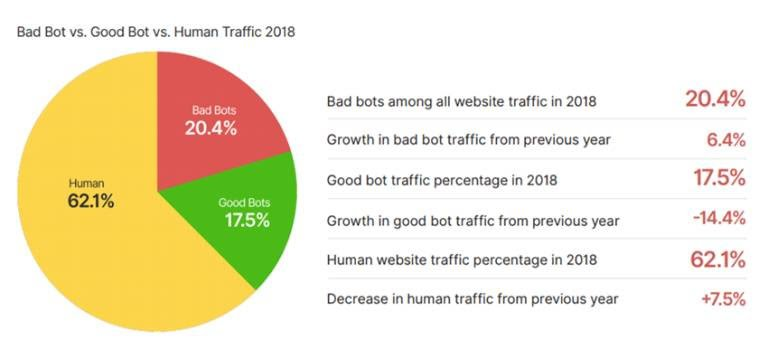 Bad Bot vs. Good Bot vs. Human Traffic 2018
Bad Bots
20.4%
Human
62.1%
Good Bots
17.5%
Bad bots among all website traffic in 2018 20.4%
Growth in bad bot traffic from previous year 6.4%
Good bot traffic percentage in 2018 17.5%
Growth in good bot traffic from previous year -14.4%
Human website traffic percentage in 2018 62.1%
Decrease in human traffic from previous year +7.5%